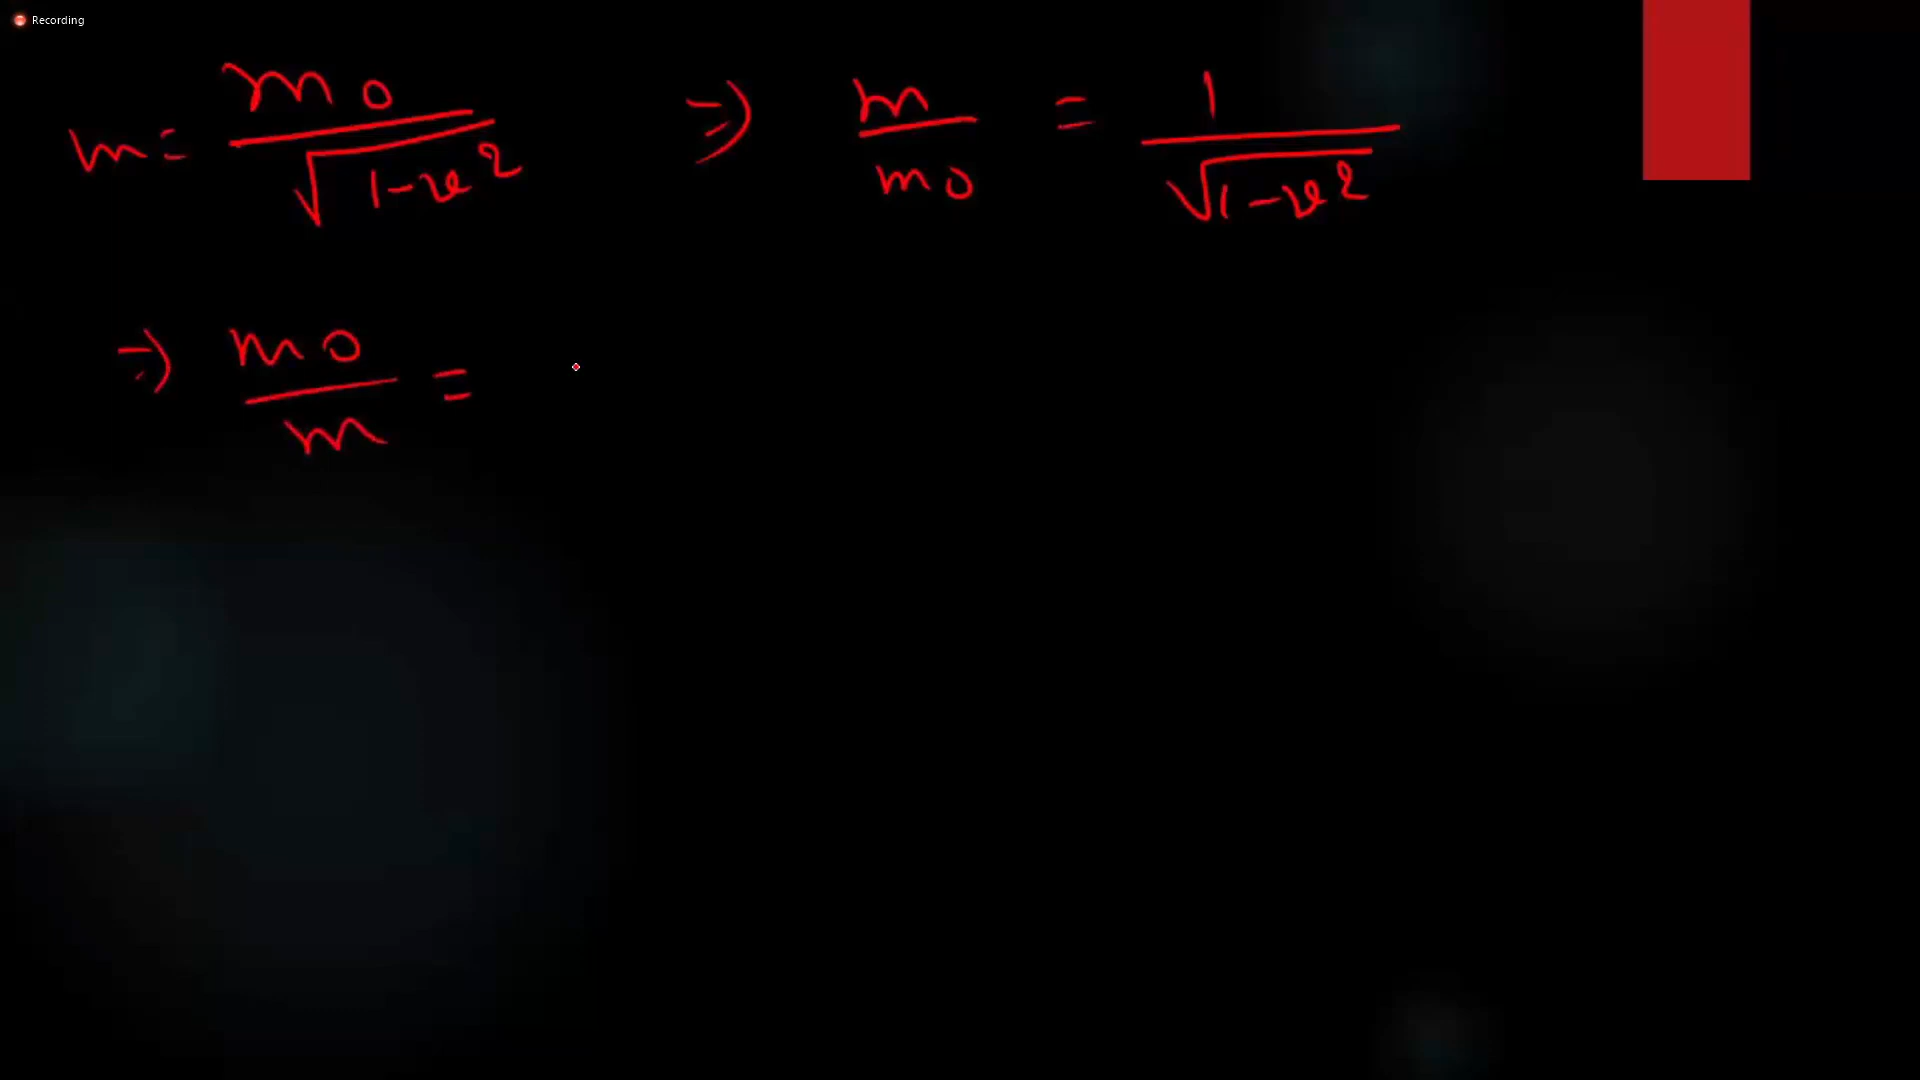 Recording
m = m0 / √(1-v²) ⇒ m / m0 = 1 / √(1-v²)
⇒ m0 / m =